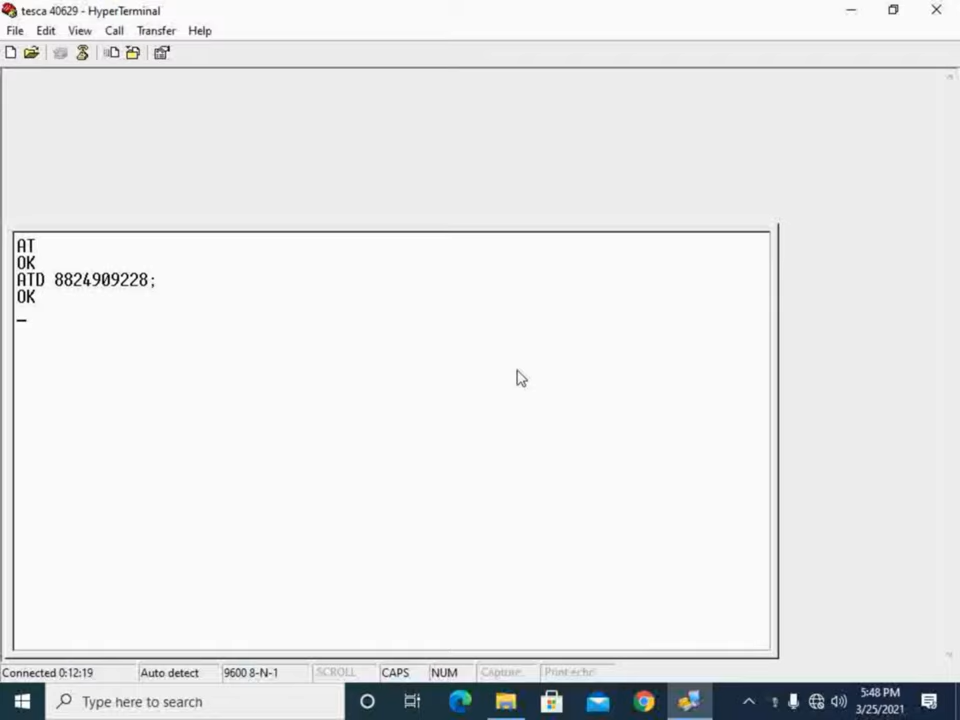 tesca 40629 - HyperTerminal
File Edit View Call Transfer Help
AT
OK
ATD 8824909228;
OK
Connected 0:12:19 Auto detect 9600 8-N-1 SCROLL CAPS NUM Capture Print echo
Type here to search
5:48 PM
3/25/2021